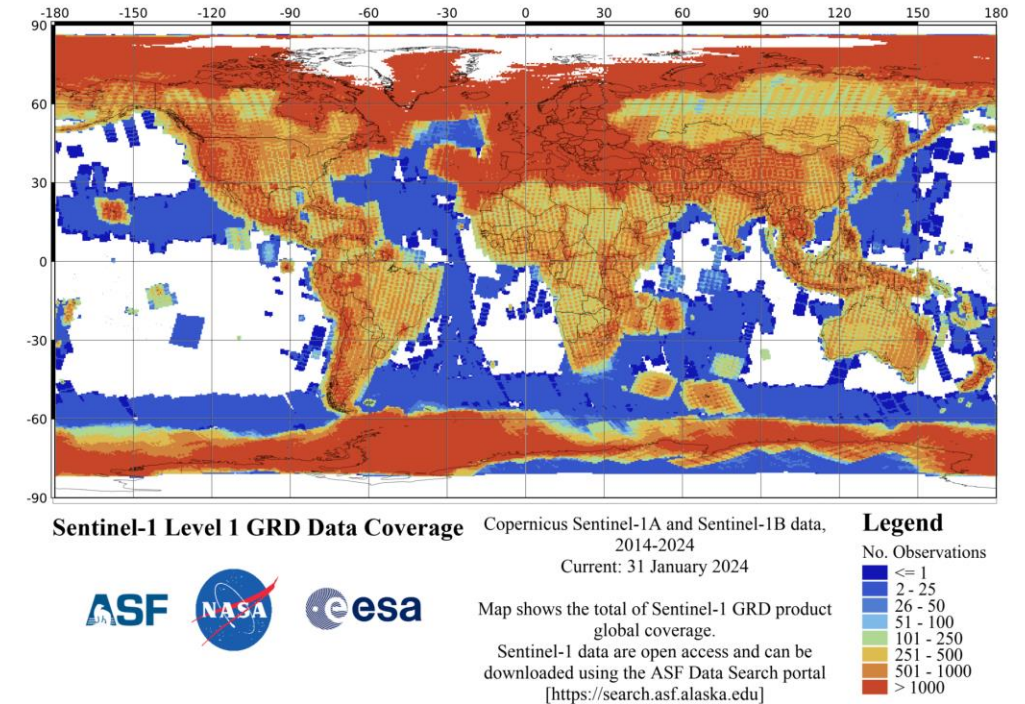 -180 -150 -120 -90 -60 -30 0 30 60 90 120 150 180
90
60
30
0
-30
-60
-90
Sentinel-1 Level 1 GRD Data Coverage
ASF
NASA
esa
Copernicus Sentinel-1A and Sentinel-1B data,
2014-2024
Current: 31 January 2024
Map shows the total of Sentinel-1 GRD product
global coverage.
Sentinel-1 data are open access and can be
downloaded using the ASF Data Search portal
[https://search.asf.alaska.edu]
Legend
No. Observations
<= 1
2 - 25
26 - 50
51 - 100
101 - 250
251 - 500
501 - 1000
> 1000